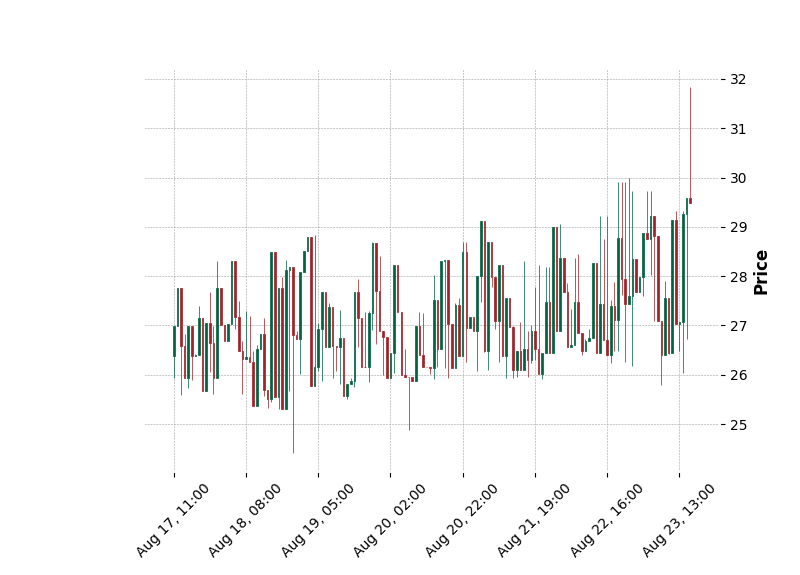 32
31
30
29
28
27
26
25
Price
Aug 17, 11:00
Aug 18, 08:00
Aug 19, 05:00
Aug 20, 02:00
Aug 20, 22:00
Aug 21, 19:00
Aug 22, 16:00
Aug 23, 13:00